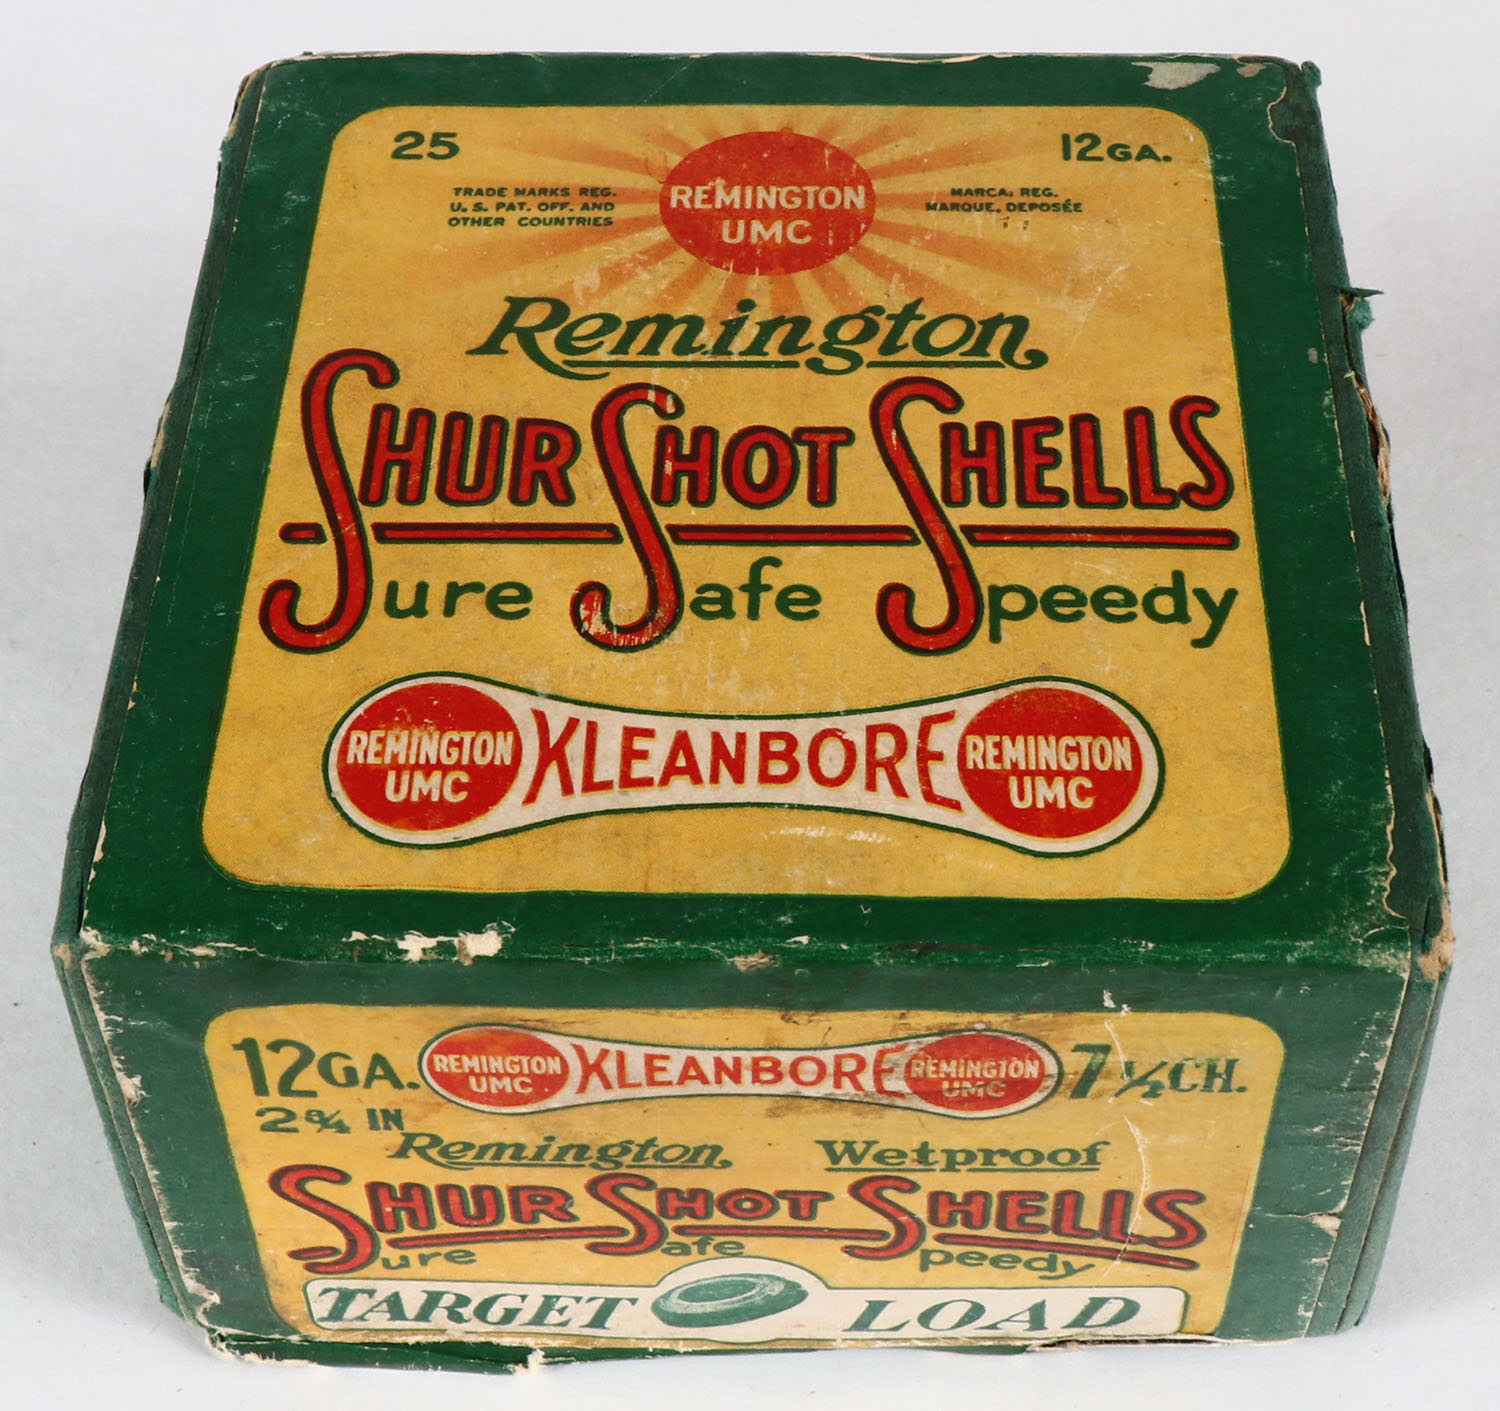 25
12GA.
TRADE MARKS REG.
U.S. PAT. OFF. AND
OTHER COUNTRIES
REMINGTON
UMC
MARCA, REG.
MARQUE, DEPOSÉE
Remington
SHUR SHOT SHELLS
Sure Safe Speedy
REMINGTON
UMC
KLEANBORE
REMINGTON
UMC
12GA.
2¾ IN
REMINGTON
UMC
KLEANBORE
REMINGTON
UMC
7½CH.
Remington Wetproof
SHUR SHOT SHELLS
Sure Safe Speedy
TARGET LOAD